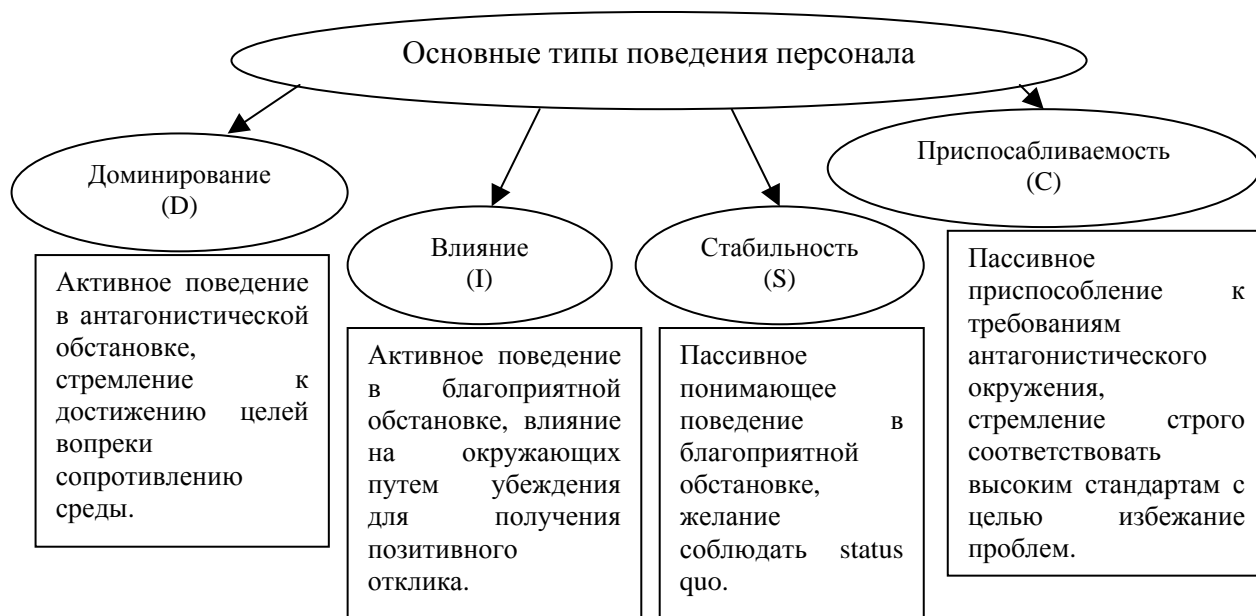 Основные типы поведения персонала
Доминирование
(D)
Активное поведение
в антагонистической
обстановке,
стремление к
достижению целей
вопреки
сопротивлению
среды.
Влияние
(I)
Активное поведение
в благоприятной
обстановке, влияние
на окружающих
путем убеждения
для получения
позитивного
отклика.
Стабильность
(S)
Пассивное
понимающее
поведение в
благоприятной
обстановке,
желание
соблюдать status
quo.
Приспосабливаемость
(C)
Пассивное
приспособление к
требованиям
антагонистического
окружения,
стремление строго
соответствовать
высоким стандартам с
целью избежание
проблем.